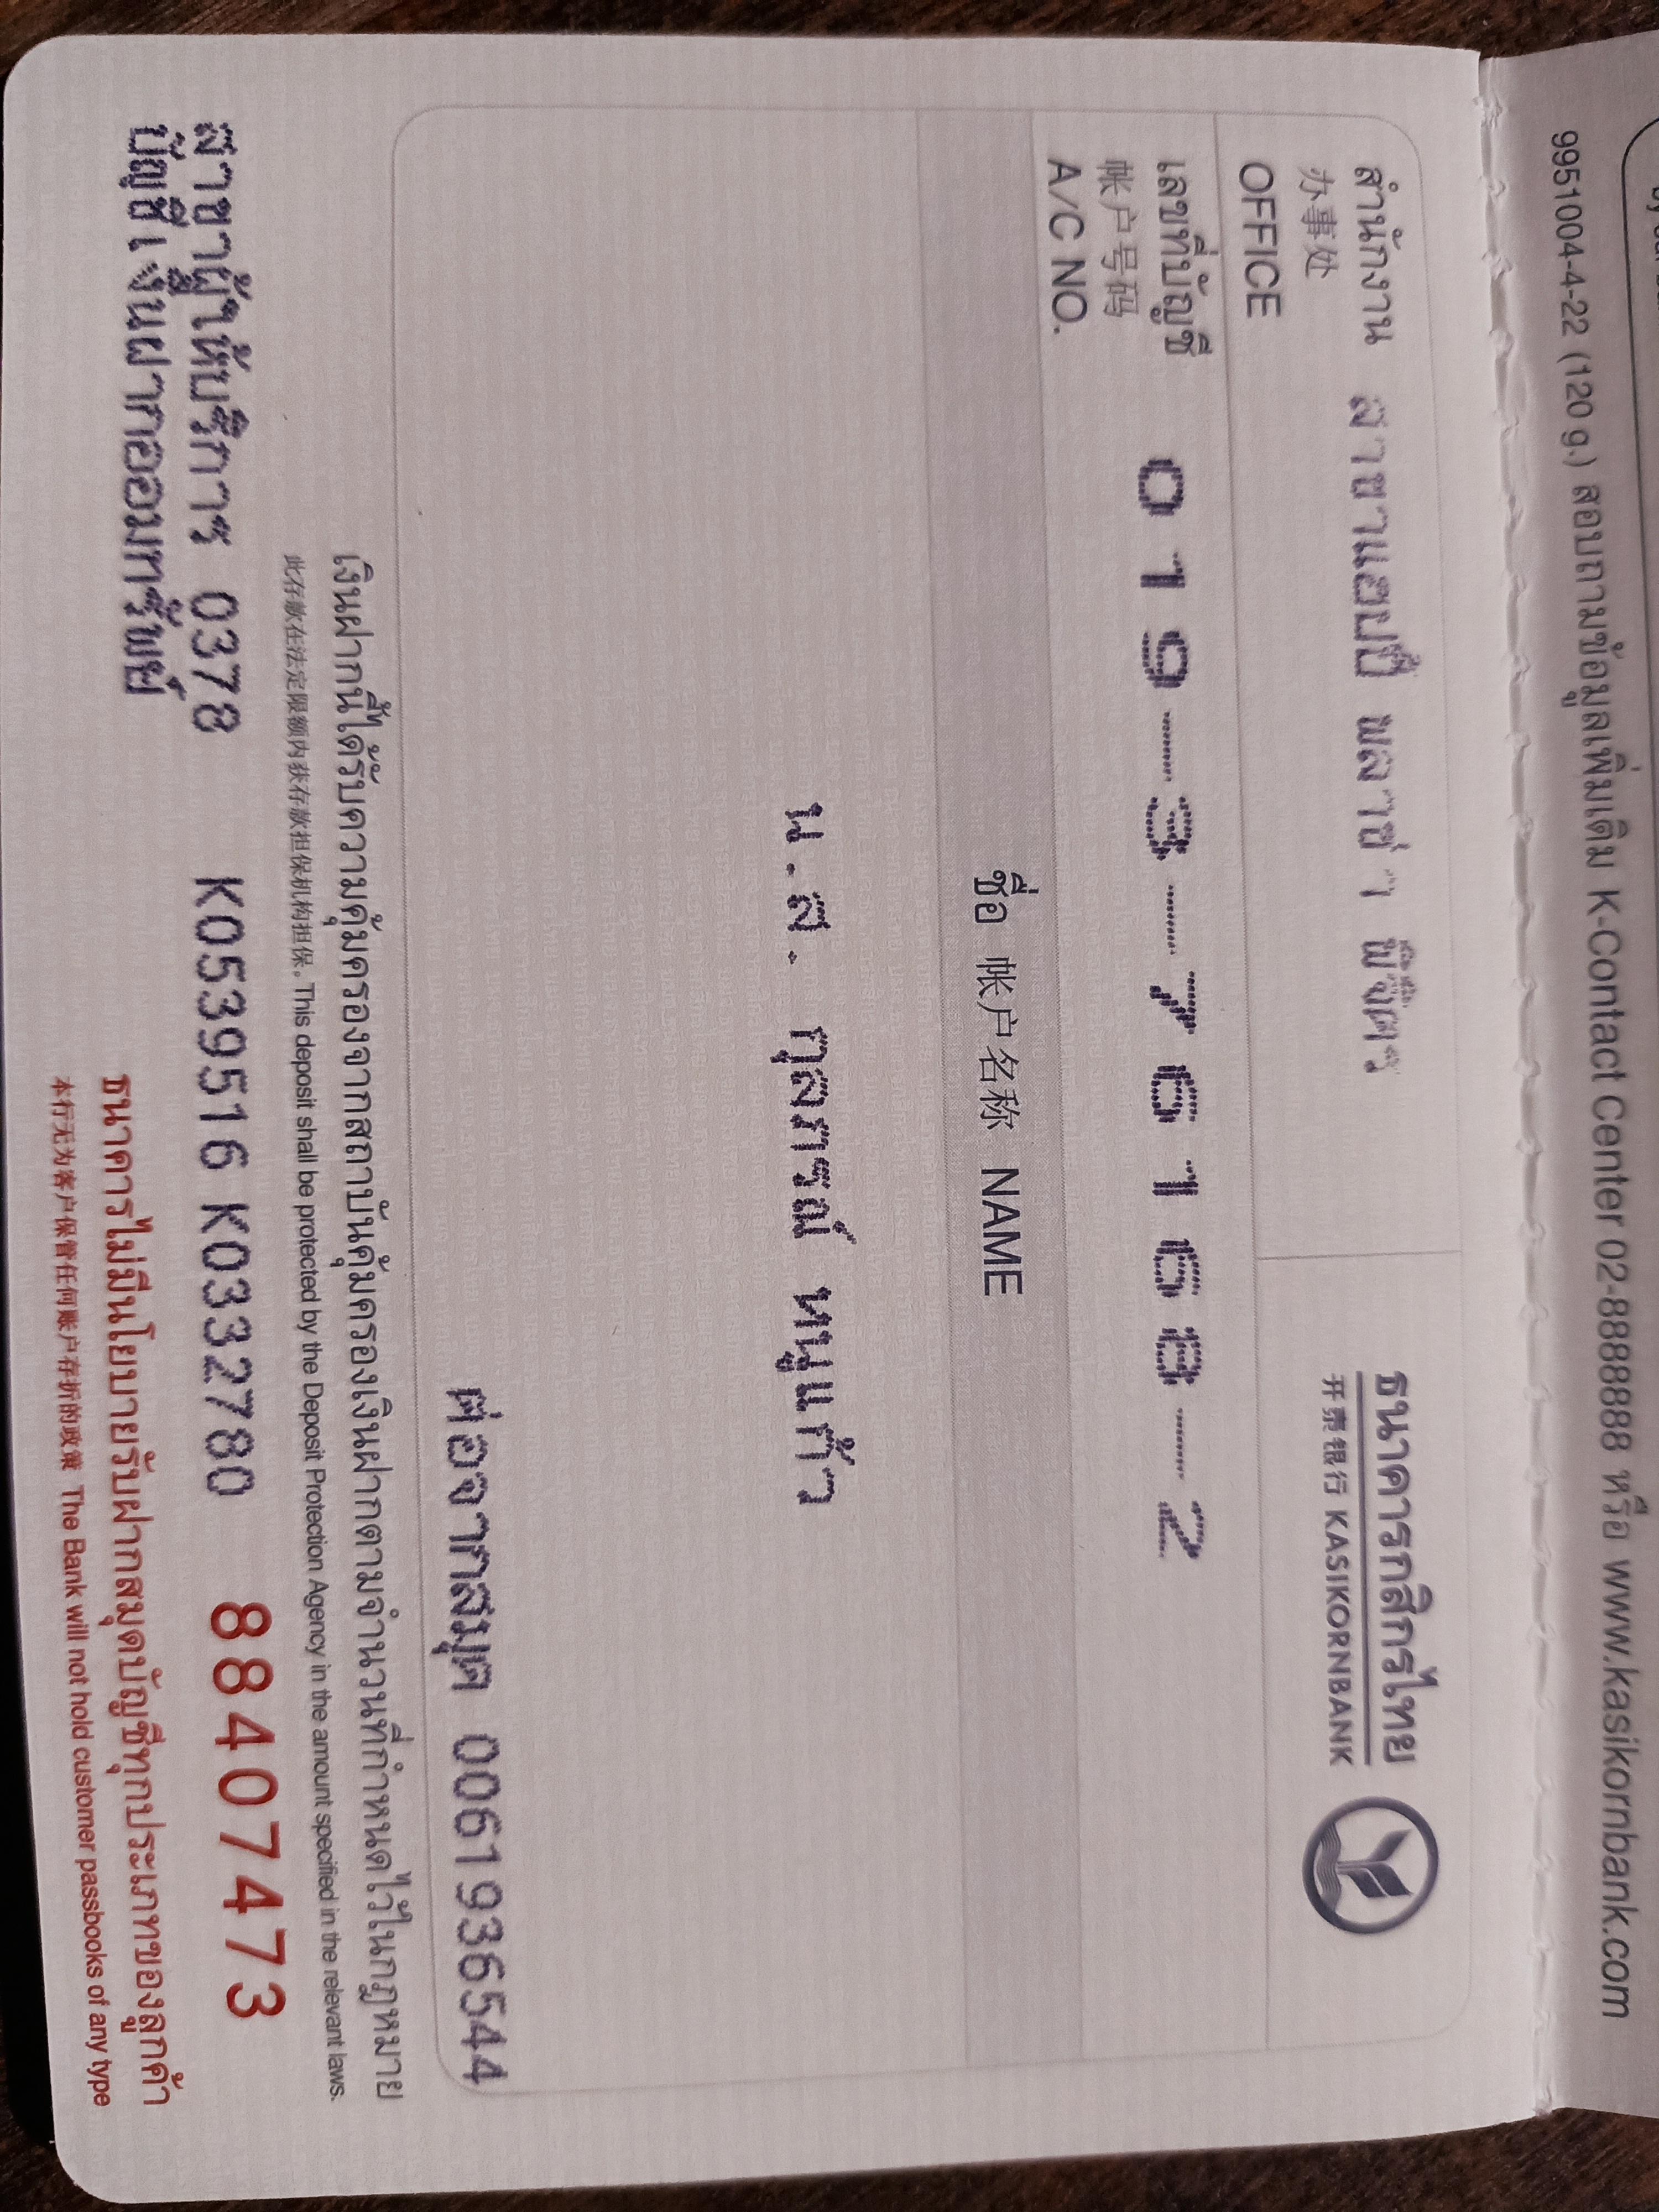 9951004-4-22 (120 g.) สอบถามข้อมูลเพิ่มเติม K-Contact Center 02-8888888 หรือ www.kasikornbank.com
สำนักงาน สาขาแฮปปี้ พลาซ่า พิจิตร
办事处
OFFICE
ธนาคารกสิกรไทย
开泰银行 KASIKORNBANK
เลขที่บัญชี 019-3-76168-2
帐户号码
A/C NO.
ชื่อ 帐户名称 NAME
น.ส. กุลภรณ์ หนูแก้ว
ต่อจากสมุด 0061936544
เงินฝากนี้ได้รับความคุ้มครองจากสถาบันคุ้มครองเงินฝากตามจำนวนที่กำหนดไว้ในกฎหมาย
此存款在法定限额内获存款担保机构担保。This deposit shall be protected by the Deposit Protection Agency in the amount specified in the relevant laws.
สาขาผู้ให้บริการ 0378 K0539516 K0332780 88407473
บัญชีเงินฝากออมทรัพย์
ธนาคารไม่มีนโยบายรับฝากสมุดบัญชีทุกประเภทของลูกค้า
本行无为客户保管任何账户存折的政策 The Bank will not hold customer passbooks of any type